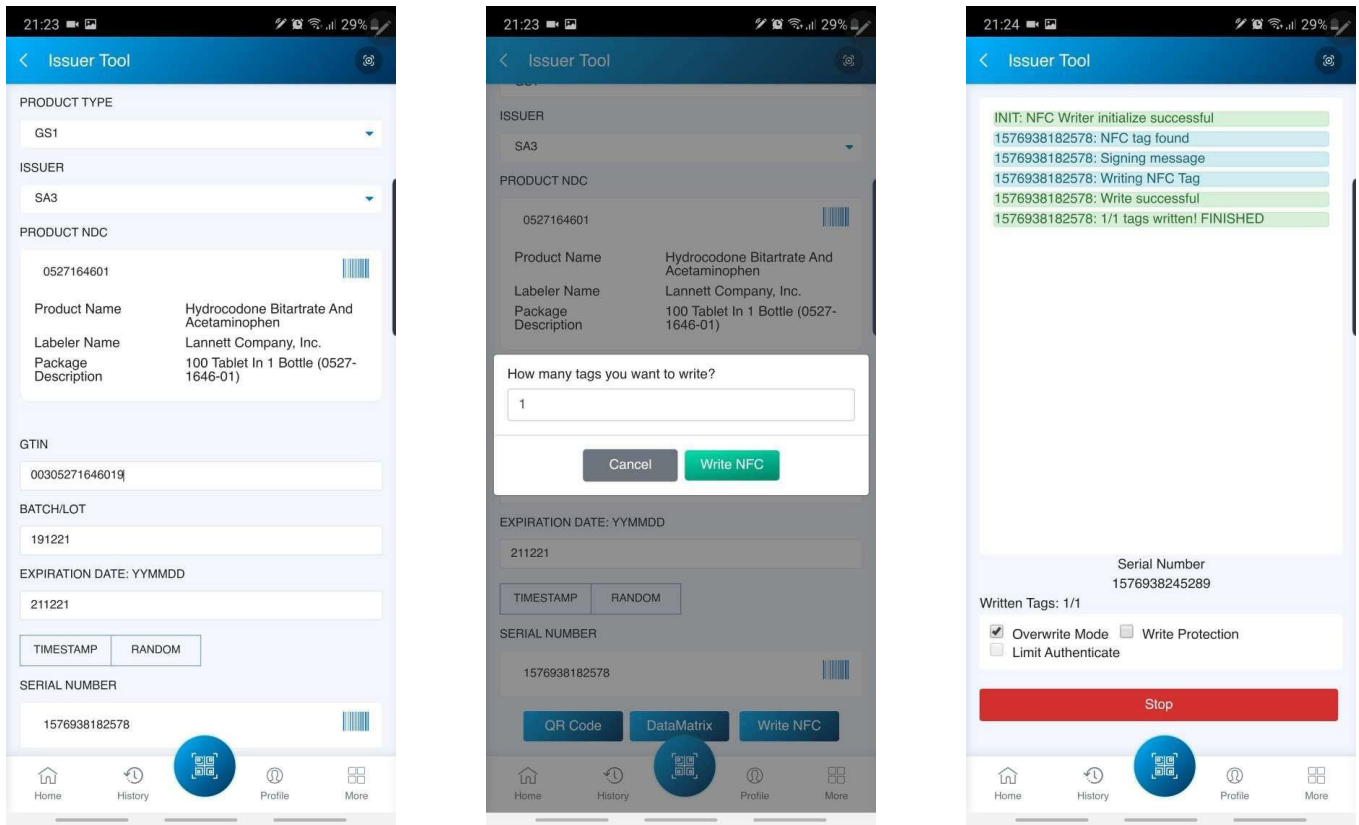 21:23 29%
Issuer Tool
PRODUCT TYPE
GS1
ISSUER
SA3
PRODUCT NDC
0527164601
Product Name Hydrocodone Bitartrate And
Acetaminophen
Labeler Name Lannett Company, Inc.
Package 100 Tablet In 1 Bottle (0527-
Description 1646-01)
GTIN
00305271646019
BATCH/LOT
191221
EXPIRATION DATE: YYMMDD
211221
TIMESTAMP RANDOM
SERIAL NUMBER
1576938182578
Home History Profile More
21:23 29%
Issuer Tool
ISSUER
SA3
PRODUCT NDC
0527164601
Product Name Hydrocodone Bitartrate And
Acetaminophen
Labeler Name Lannett Company, Inc.
Package 100 Tablet In 1 Bottle (0527-
Description 1646-01)
How many tags you want to write?
1
Cancel Write NFC
EXPIRATION DATE: YYMMDD
211221
TIMESTAMP RANDOM
SERIAL NUMBER
1576938182578
QR Code DataMatrix Write NFC
Home History Profile More
21:24 29%
Issuer Tool
INIT: NFC Writer initialize successful
1576938182578: NFC tag found
1576938182578: Signing message
1576938182578: Writing NFC Tag
1576938182578: Write successful
1576938182578: 1/1 tags written! FINISHED
Serial Number
1576938245289
Written Tags: 1/1
Overwrite Mode Write Protection
Limit Authenticate
Stop
Home History Profile More